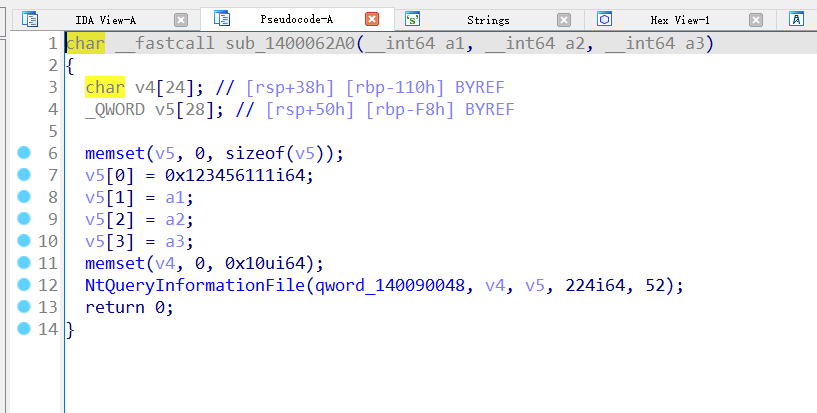 IDA View-A Pseudocode-A Strings Hex View-1
1 char __fastcall sub_1400062A0(__int64 a1, __int64 a2, __int64 a3)
2 {
3 char v4[24]; // [rsp+38h] [rbp-110h] BYREF
4 _QWORD v5[28]; // [rsp+50h] [rbp-F8h] BYREF
5
6 memset(v5, 0, sizeof(v5));
7 v5[0] = 0x123456111i64;
8 v5[1] = a1;
9 v5[2] = a2;
10 v5[3] = a3;
11 memset(v4, 0, 0x10ui64);
12 NtQueryInformationFile(qword_140090048, v4, v5, 224i64, 52);
13 return 0;
14 }